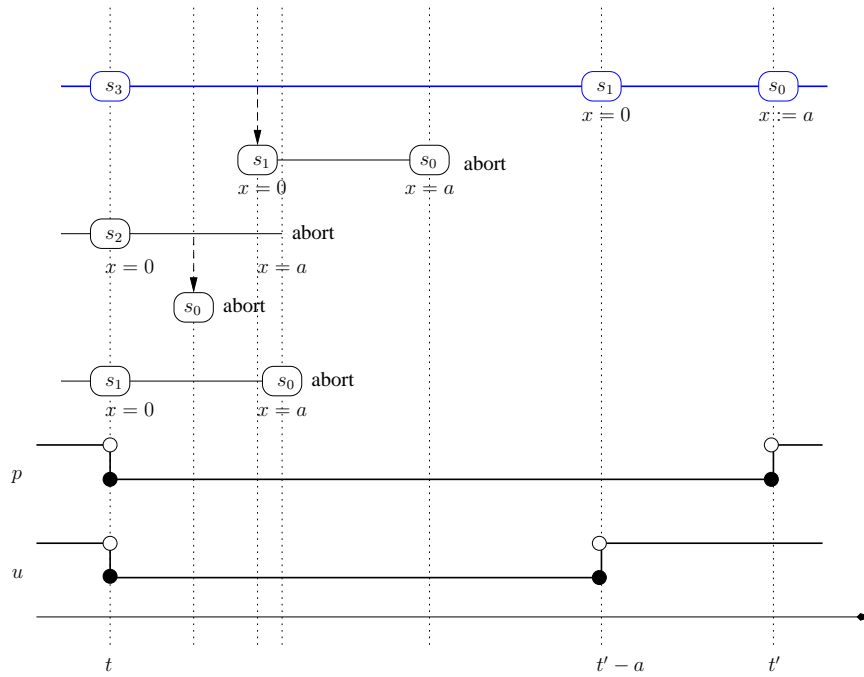 s₃ s₁ s₀
x = 0 x := a
s₁ s₀ abort
x = 0 x = a
s₂ abort
x = 0 x = a
s₀ abort
s₁ s₀ abort
x = 0 x = a
p
u
t t′ − a t′